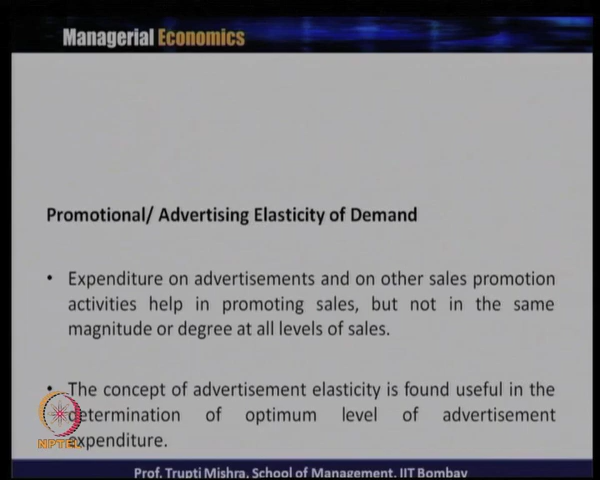 Managerial Economics
Promotional/ Advertising Elasticity of Demand
• Expenditure on advertisements and on other sales promotion
activities help in promoting sales, but not in the same
magnitude or degree at all levels of sales.
• The concept of advertisement elasticity is found useful in the
determination of optimum level of advertisement
expenditure.
NPTEL
Prof. Trupti Mishra, School of Management, IIT Bombay